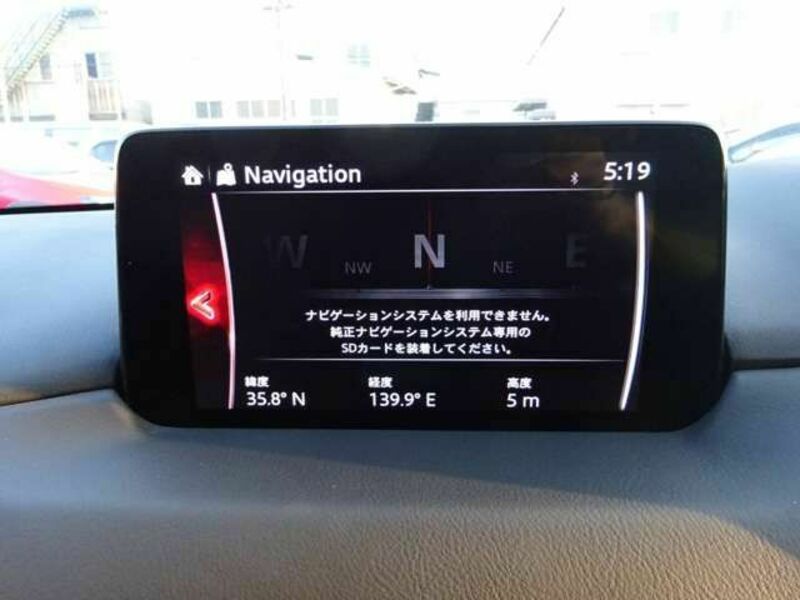 Navigation
5:19
W NW N NE E
ナビゲーションシステムを利用できません。
純正ナビゲーションシステム専用の
SDカードを装着してください。
緯度 経度 高度
35.8° N 139.9° E 5 m